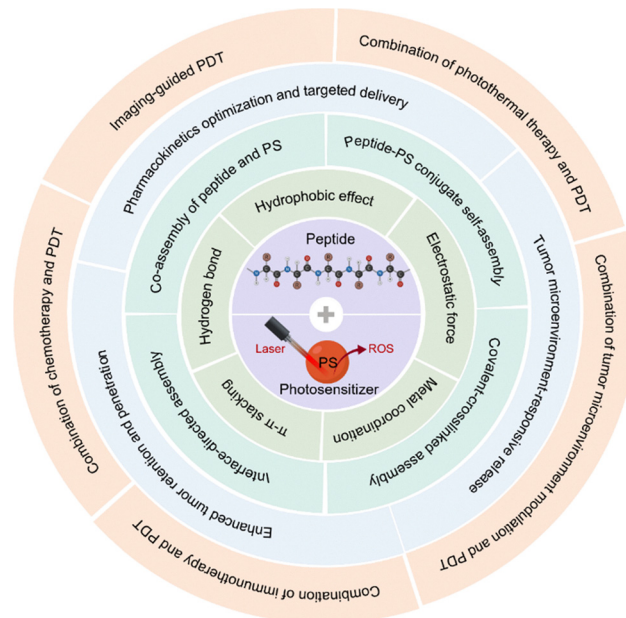 Imaging-guided PDT
Combination of photothermal therapy and PDT
Combination of tumor microenvironment modulation and PDT
Combination of immunotherapy and PDT
Combination of chemotherapy and PDT
Pharmacokinetics optimization and targeted delivery
Tumor microenvironment-responsive release
Enhanced tumor retention and penetration
Co-assembly of peptide and PS
Peptide-PS conjugate self-assembly
Covalent-crosslinked assembly
Interface-directed assembly
Hydrophobic effect
Electrostatic force
Metal coordination
π-π stacking
Hydrogen bond
Peptide
Laser
PS
ROS
Photosensitizer